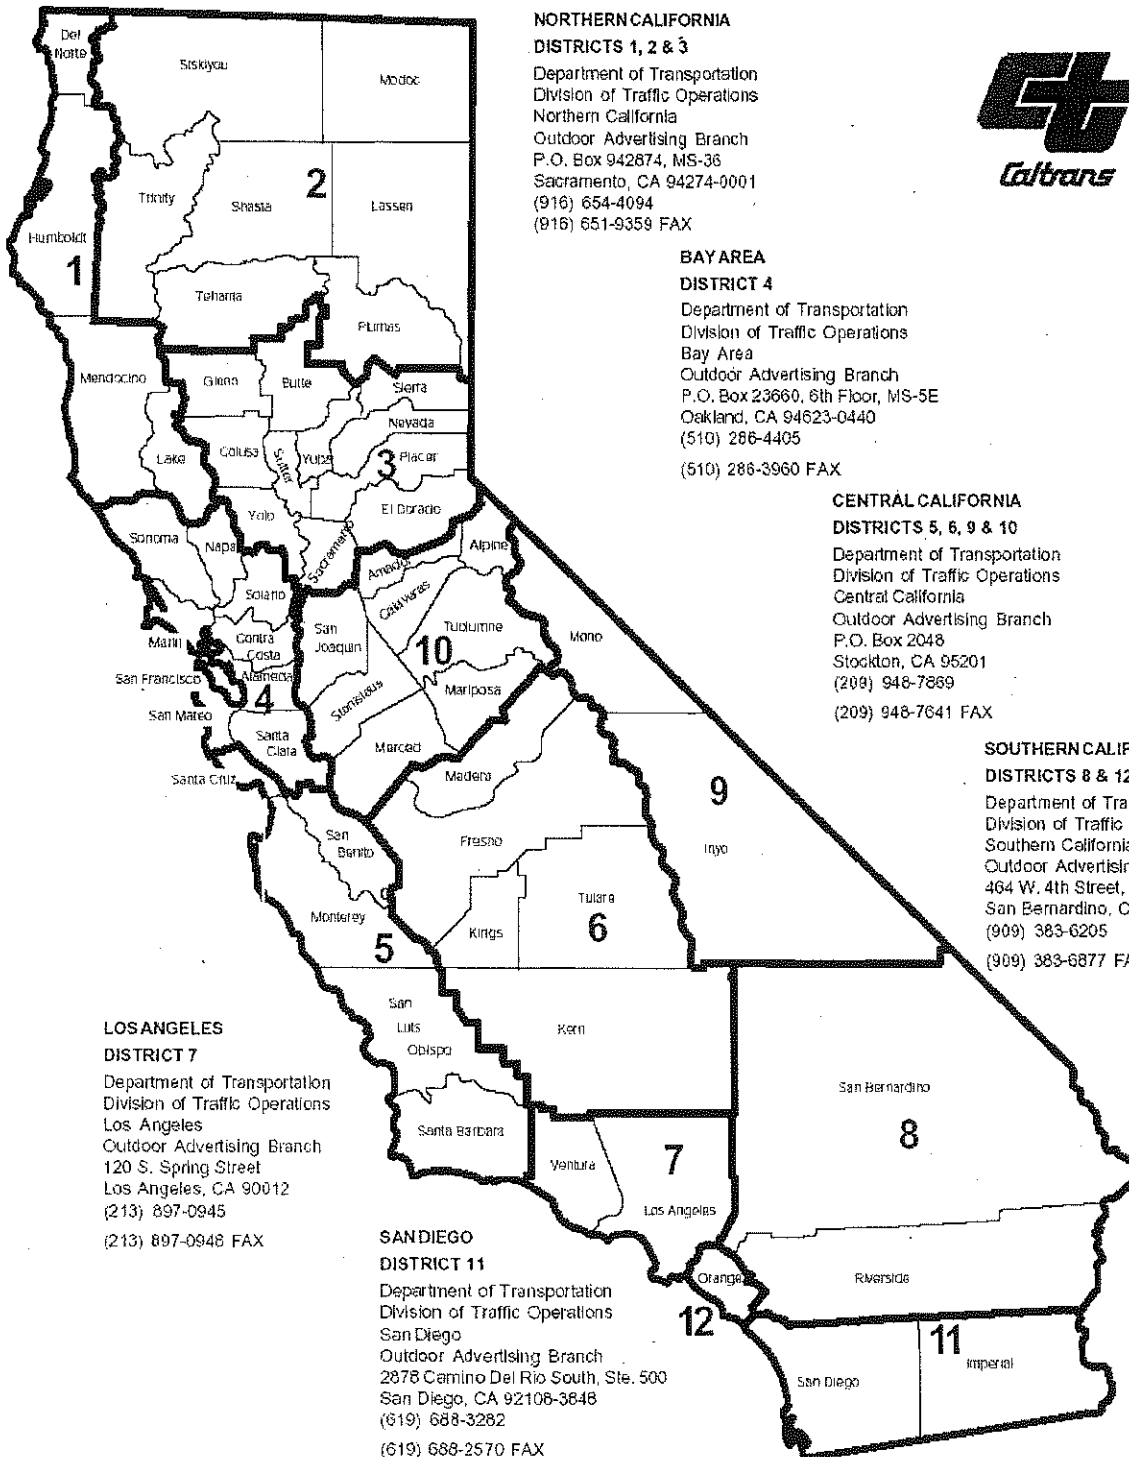 NORTHERN CALIFORNIA
DISTRICTS 1, 2 & 3
Department of Transportation
Division of Traffic Operations
Northern California
Outdoor Advertising Branch
P.O. Box 942874, MS-36
Sacramento, CA 94274-0001
(916) 654-4094
(916) 651-9359 FAX
Caltrans
BAY AREA
DISTRICT 4
Department of Transportation
Division of Traffic Operations
Bay Area
Outdoor Advertising Branch
P.O. Box 23660, 6th Floor, MS-5E
Oakland, CA 94623-0440
(510) 286-4405
(510) 286-3960 FAX
CENTRAL CALIFORNIA
DISTRICTS 5, 6, 9 & 10
Department of Transportation
Division of Traffic Operations
Central California
Outdoor Advertising Branch
P.O. Box 2048
Stockton, CA 95201
(209) 948-7869
(209) 948-7641 FAX
SOUTHERN CALIF
DISTRICTS 8 & 12
Department of Tra
Division of Traffic
Southern California
Outdoor Advertisin
464 W. 4th Street,
San Bernardino, C
(909) 383-6205
(909) 383-6877 FA
LOS ANGELES
DISTRICT 7
Department of Transportation
Division of Traffic Operations
Los Angeles
Outdoor Advertising Branch
120 S. Spring Street
Los Angeles, CA 90012
(213) 897-0945
(213) 897-0948 FAX
SAN DIEGO
DISTRICT 11
Department of Transportation
Division of Traffic Operations
San Diego
Outdoor Advertising Branch
2878 Camino Del Rio South, Ste. 500
San Diego, CA 92108-3848
(619) 688-3282
(619) 688-2570 FAX
Del
Norte
Siskiyou
Modoc
Trinity
Shasta
2
Lassen
Humboldt
1
Tehama
Plumas
Mendocino
Glenn
Butte
Sierra
Nevada
Lake
Colusa
Sutter
Yuba
3
Placer
Yolo
El Dorado
Sonoma
Napa
Sacramento
Alpine
Amador
Solano
Calaveras
Marin
Contra
Costa
San
Joaquin
Tuolumne
Mono
10
San Francisco
Alameda
4
Stanislaus
Mariposa
San Mateo
Santa
Clara
Merced
Santa Cruz
Madera
9
San
Benito
Fresno
Inyo
Monterey
Tulare
5
Kings
6
San
Luis
Obispo
Kern
San Bernardino
8
Santa Barbara
Ventura
7
Los Angeles
Orange
Riverside
12
11
Imperial
San Diego